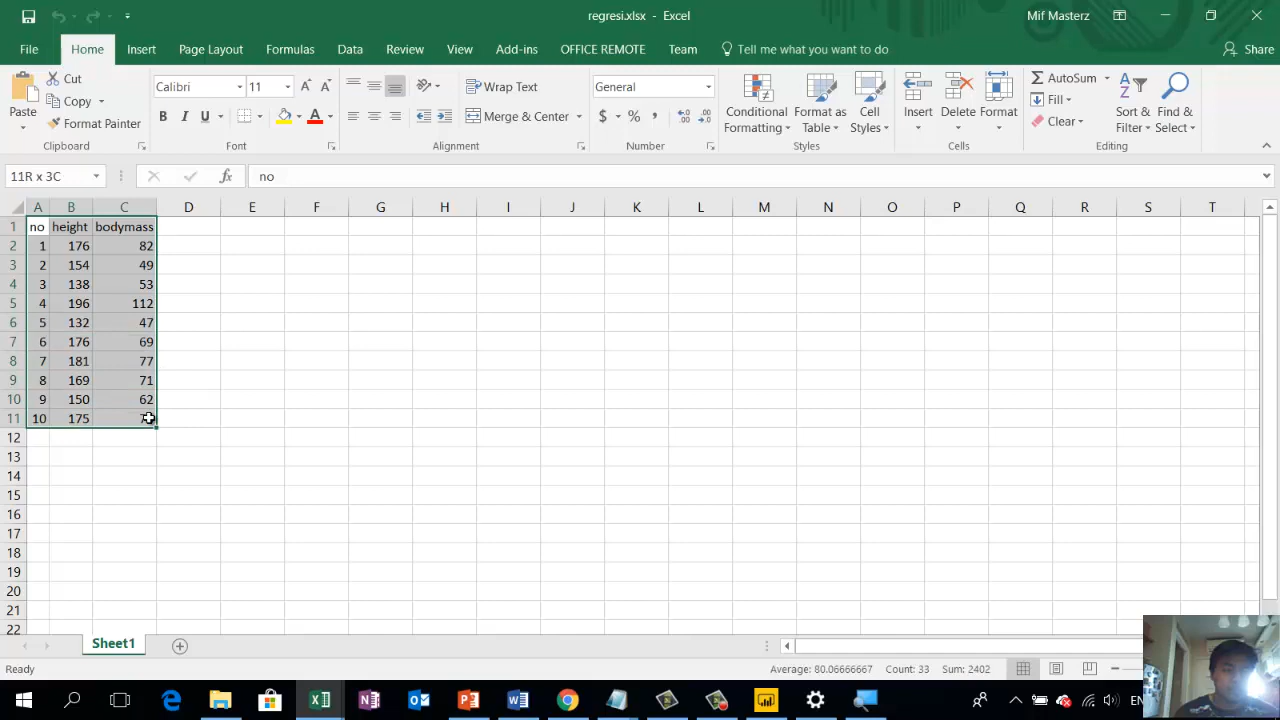 regresi.xlsx - Excel
Mif Masterz
File Home Insert Page Layout Formulas Data Review View Add-ins OFFICE REMOTE Team Tell me what you want to do Share
Paste
Cut
Copy
Format Painter
Clipboard
Calibri 11
B I U
Font
Wrap Text
Merge & Center
Alignment
General
$ % ,
Number
Conditional Formatting
Format as Table
Cell Styles
Styles
Insert Delete Format
Cells
AutoSum
Fill
Clear
Sort & Filter
Find & Select
Editing
11R x 3C fx no
A B C D E F G H I J K L M N O P Q R S T
1 no height bodymass
2 1 176 82
3 2 154 49
4 3 138 53
5 4 196 112
6 5 132 47
7 6 176 69
8 7 181 77
9 8 169 71
10 9 150 62
11 10 175
12
13
14
15
16
17
18
19
20
21
22
Sheet1
Ready
Average: 80.06666667 Count: 33 Sum: 2402